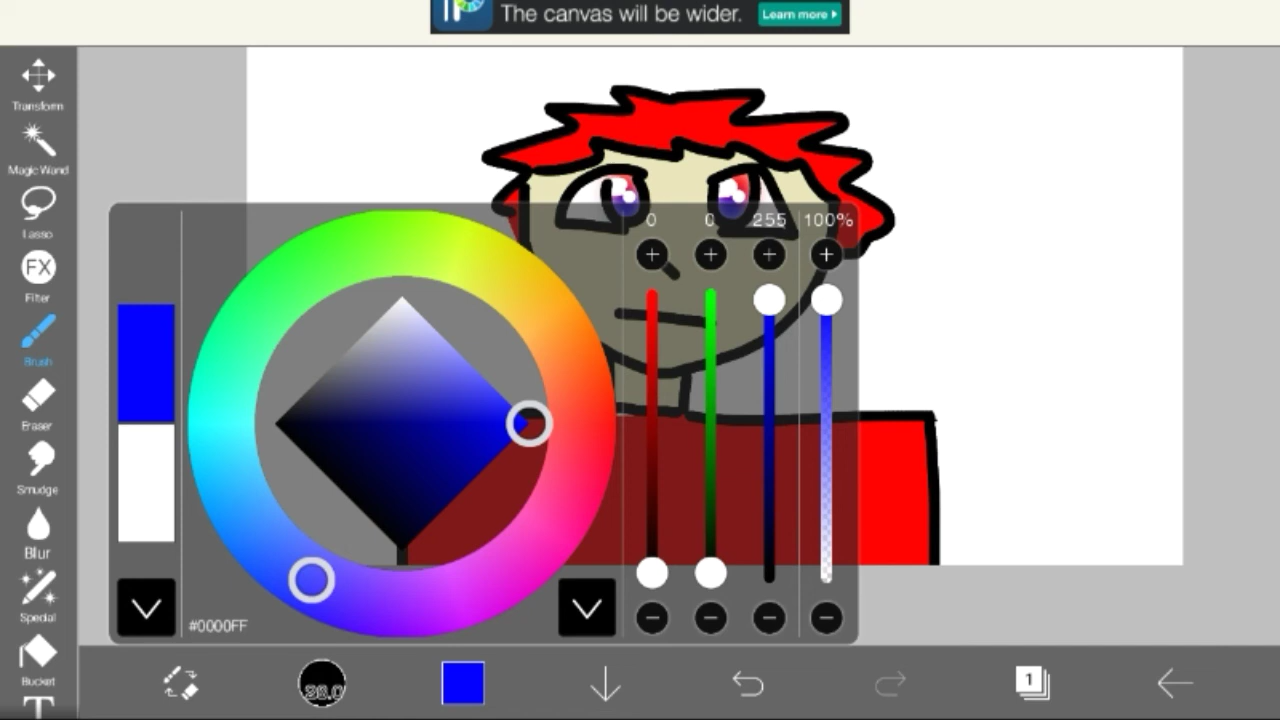 The canvas will be wider.
Learn more
Transform
Magic Wand
Lasso
FX
Filter
Brush
Eraser
Smudge
Blur
Special
Bucket
T
0 0 255 100%
#0000FF
36.0
1